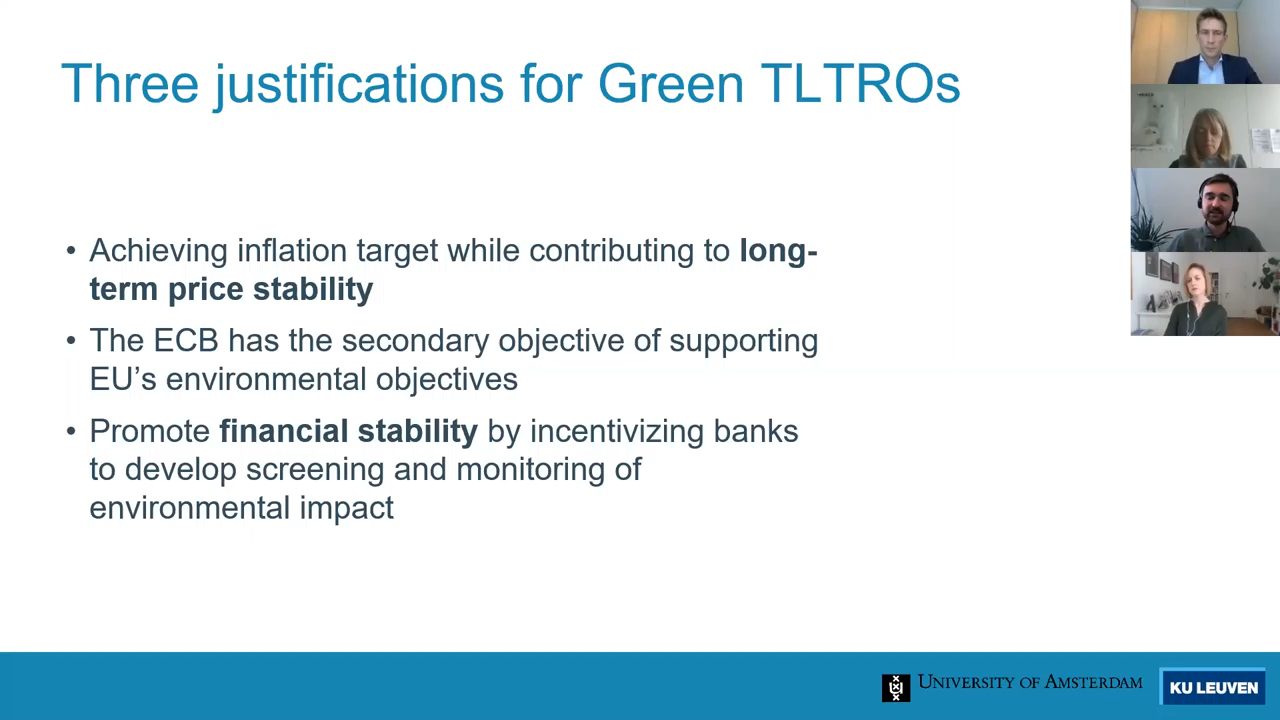 Three justifications for Green TLTROs
• Achieving inflation target while contributing to long-
term price stability
• The ECB has the secondary objective of supporting
EU’s environmental objectives
• Promote financial stability by incentivizing banks
to develop screening and monitoring of
environmental impact
UNIVERSITY OF AMSTERDAM
KU LEUVEN